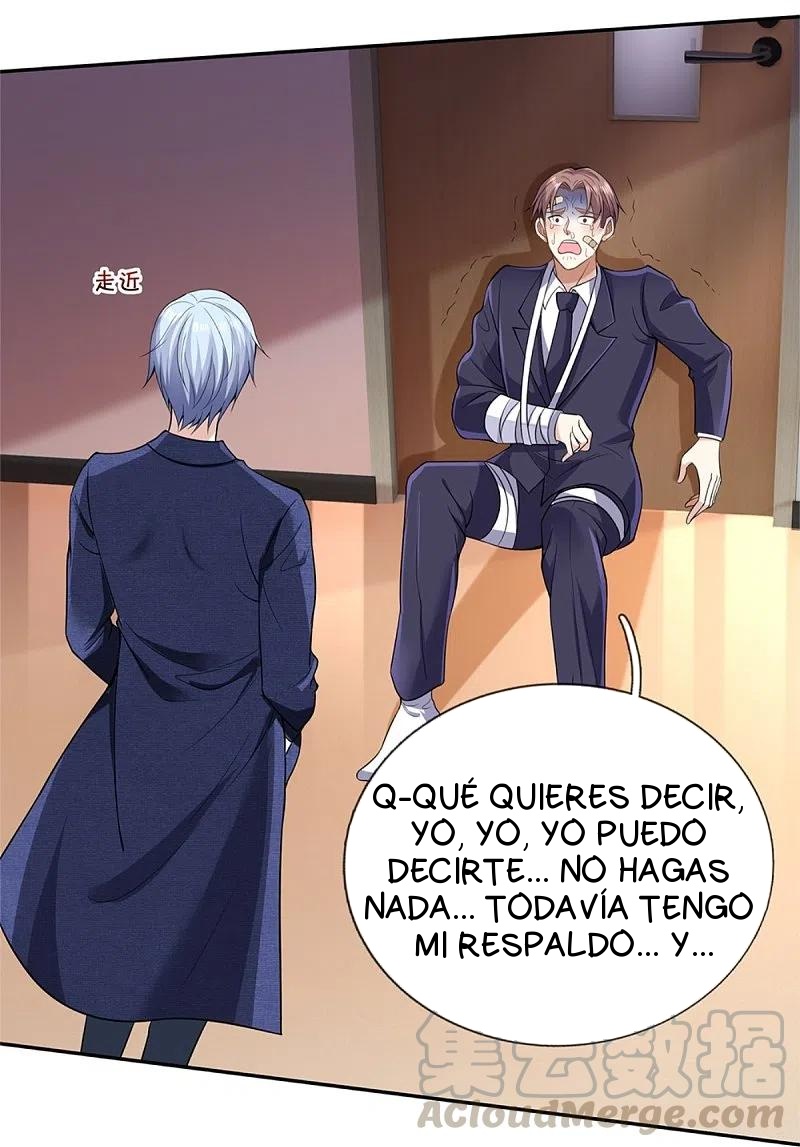 走近
Q-QUÉ QUIERES DECIR,
YO, YO, YO PUEDO
DECIRTE... NO HAGAS
NADA... TODAVÍA TENGO
MI RESPALDO... Y...
集云数据
ACloudMerge.com